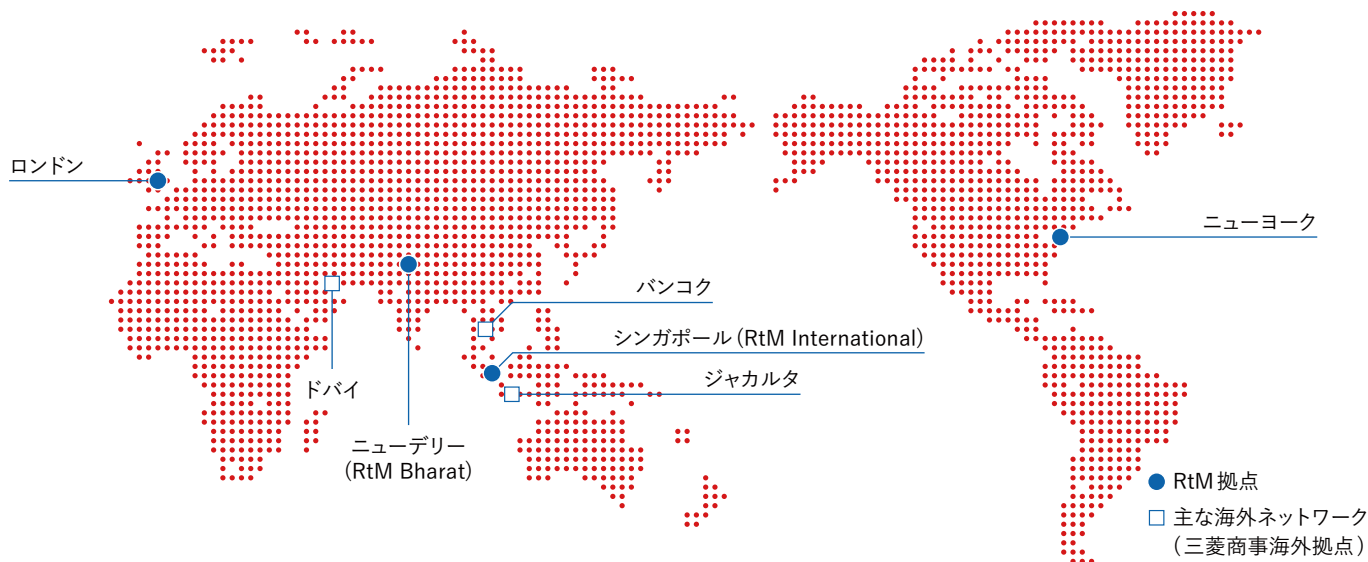 ロンドン
ニューヨーク
バンコク
シンガポール (RtM International)
ドバイ
ジャカルタ
ニューデリー
(RtM Bharat)
RtM 拠点
主な海外ネットワーク
(三菱商事海外拠点)